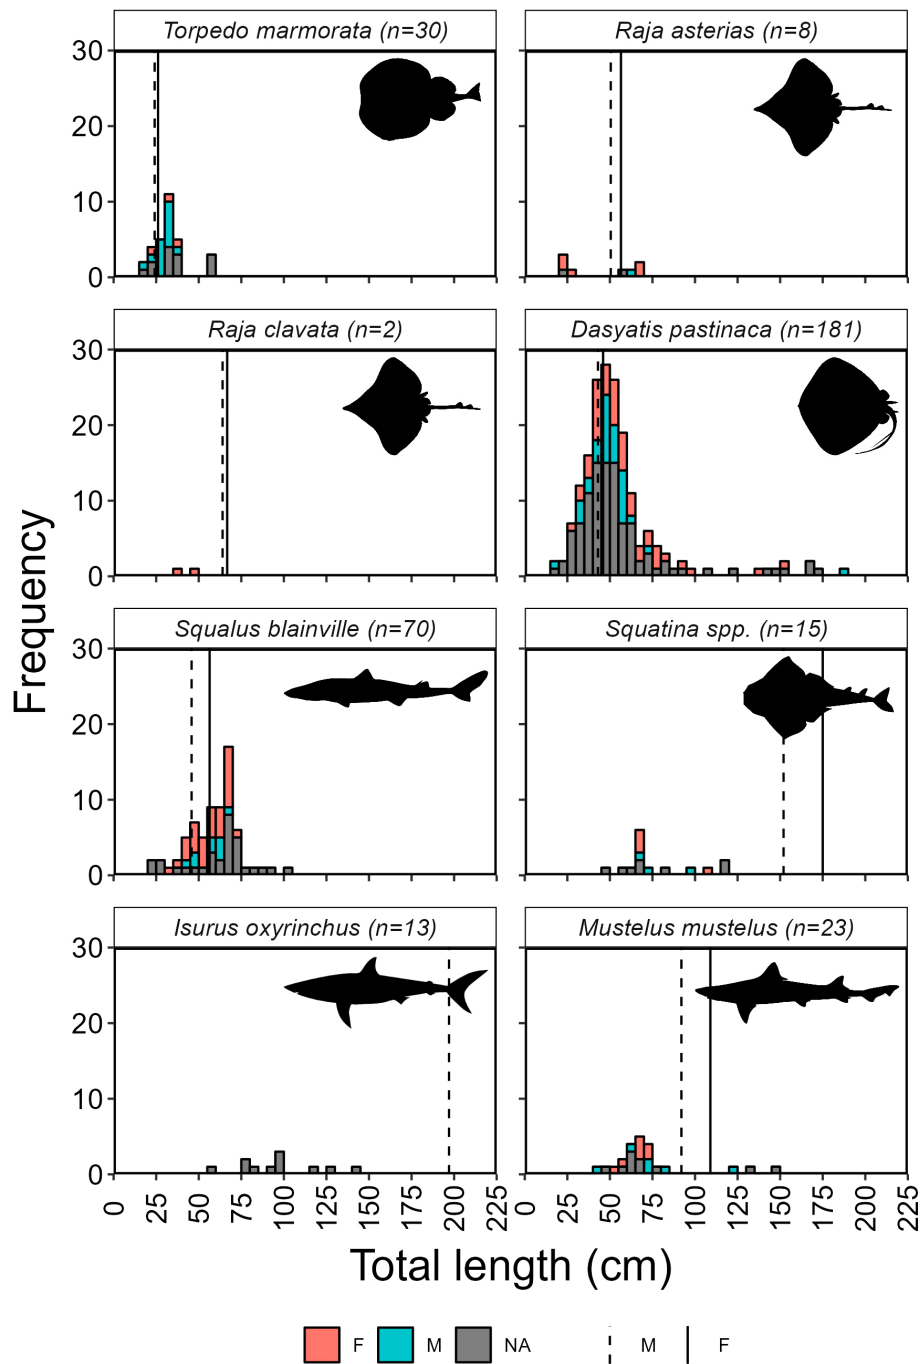 Torpedo marmorata (n=30)
Raja asterias (n=8)
30
20
10
0
Raja clavata (n=2)
Dasyatis pastinaca (n=181)
30
20
10
0
Frequency
Squalus blainville (n=70)
Squatina spp. (n=15)
30
20
10
0
Isurus oxyrinchus (n=13)
Mustelus mustelus (n=23)
30
20
10
0
0 25 50 75 100 125 150 175 200 225 0 25 50 75 100 125 150 175 200 225
Total length (cm)
F M NA M F